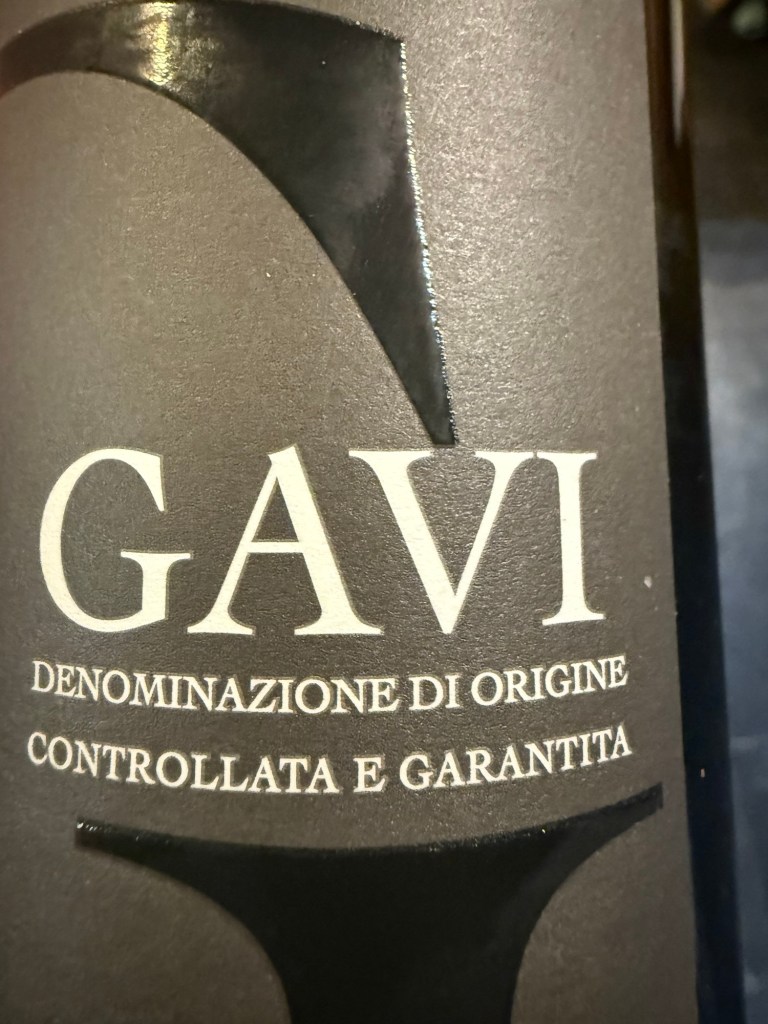 GAVI
DENOMINAZIONE DI ORIGINE
CONTROLLATA E GARANTITA